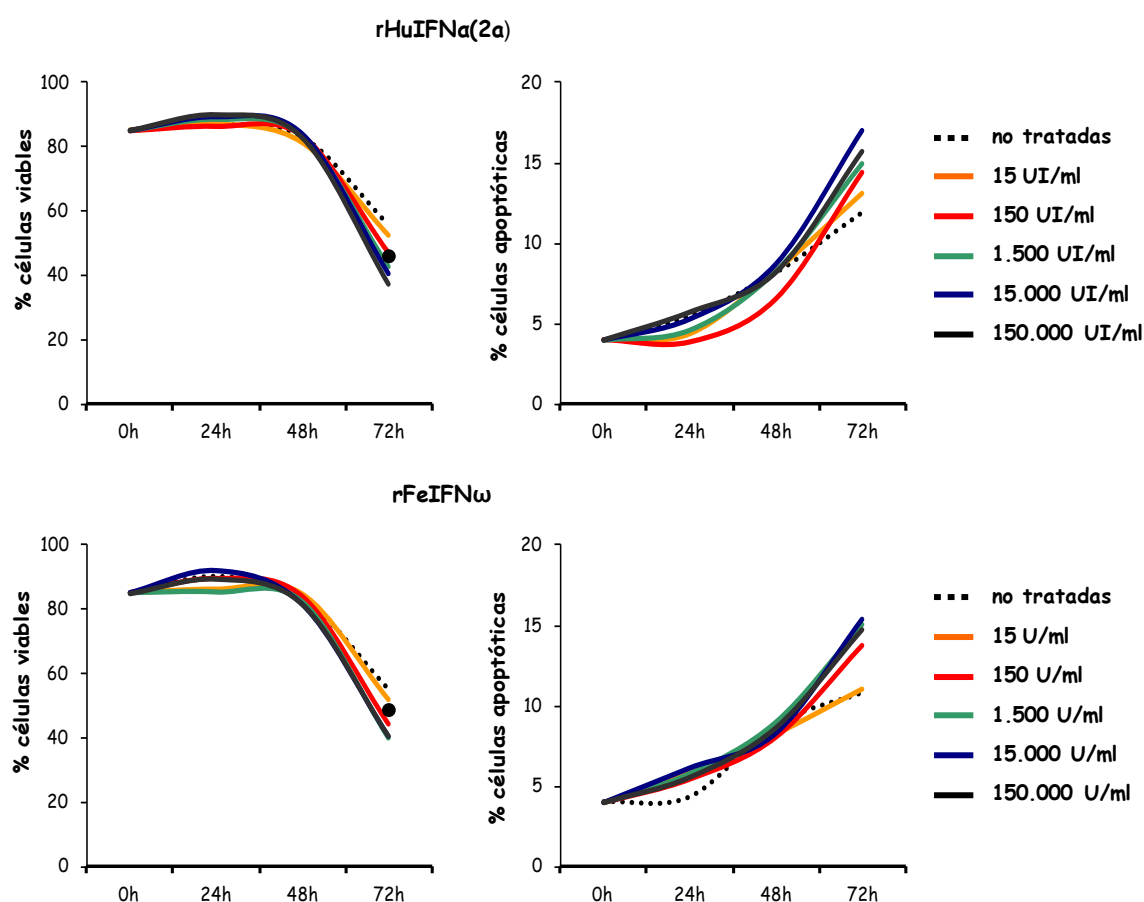 rHuIFNα(2a)
% células viables
100
80
60
40
20
0
0h 24h 48h 72h
% células apoptóticas
20
15
10
5
0
0h 24h 48h 72h
no tratadas
15 UI/ml
150 UI/ml
1.500 UI/ml
15.000 UI/ml
150.000 UI/ml
rFeIFNω
% células viables
100
80
60
40
20
0
0h 24h 48h 72h
% células apoptóticas
20
15
10
5
0
0h 24h 48h 72h
no tratadas
15 U/ml
150 U/ml
1.500 U/ml
15.000 U/ml
150.000 U/ml